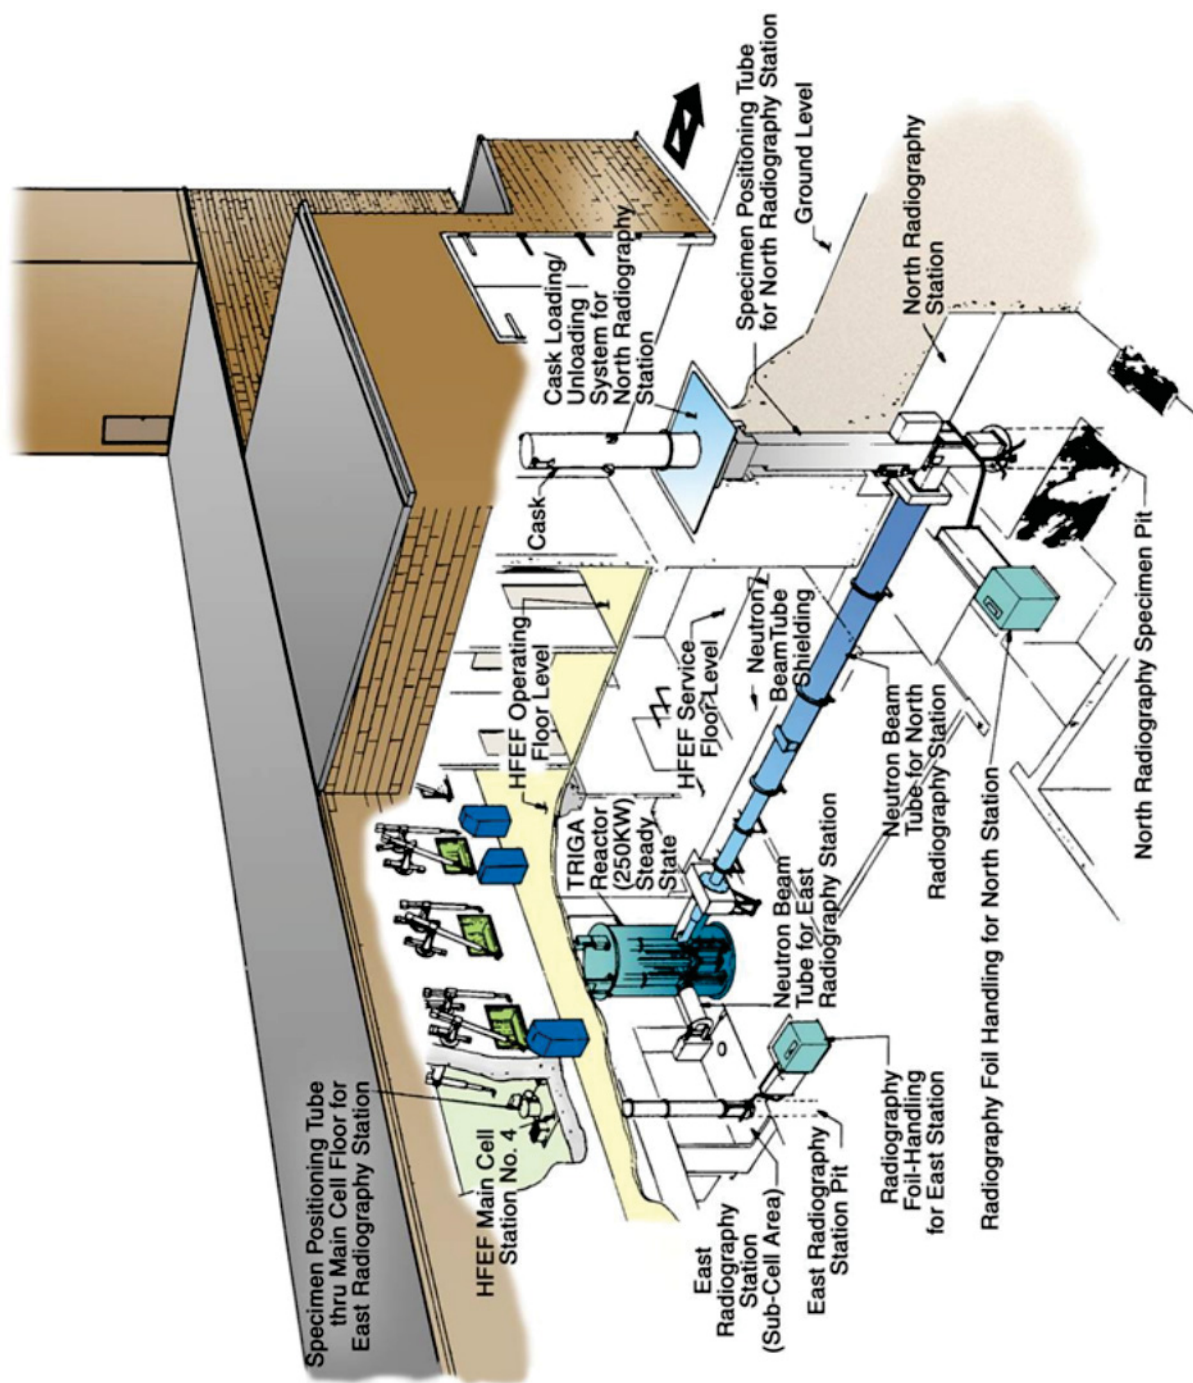 Specimen Positioning Tube
thru Main Cell Floor for
East Radiography Station
HFEF Main Cell
Station No. 4
HFEF Operating
Floor Level
Cask
Cask Loading/
Unloading
System for
North Radiography
Station
N
Specimen Positioning Tube
for North Radiography Station
Ground Level
TRIGA
Reactor
(250KW)
Steady
State
HFEF Service
Floor Level
Neutron
BeamTube
Shielding
North Radiography
Station
East
Radiography
Station
(Sub-Cell Area)
East Radiography
Station Pit
Neutron Beam
Tube for East
Radiography Station
Neutron Beam
Tube for North
Radiography Station
Radiography
Foil-Handling
for East Station
Radiography Foil Handling for North Station
North Radiography Specimen Pit